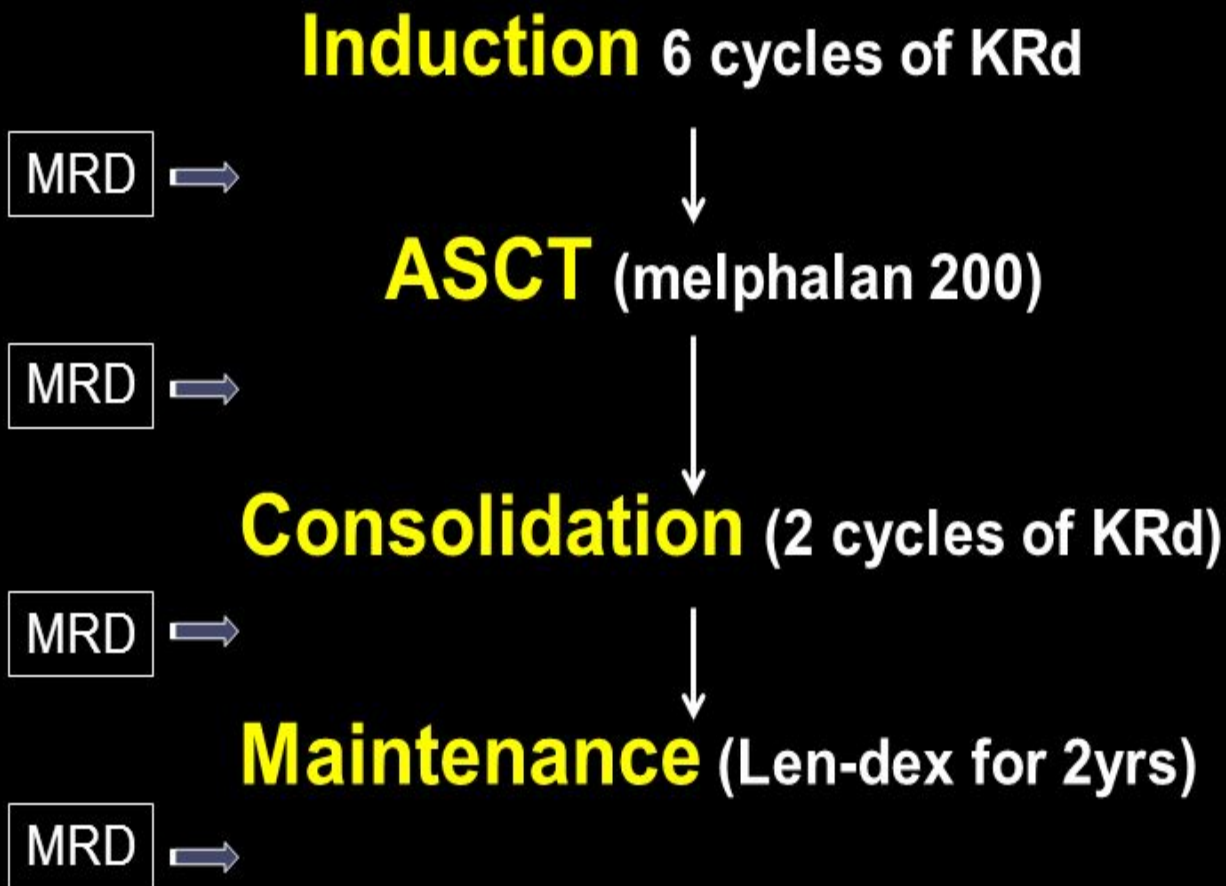 Induction 6 cycles of KRd
MRD
ASCT (melphalan 200)
MRD
Consolidation (2 cycles of KRd)
MRD
Maintenance (Len-dex for 2yrs)
MRD